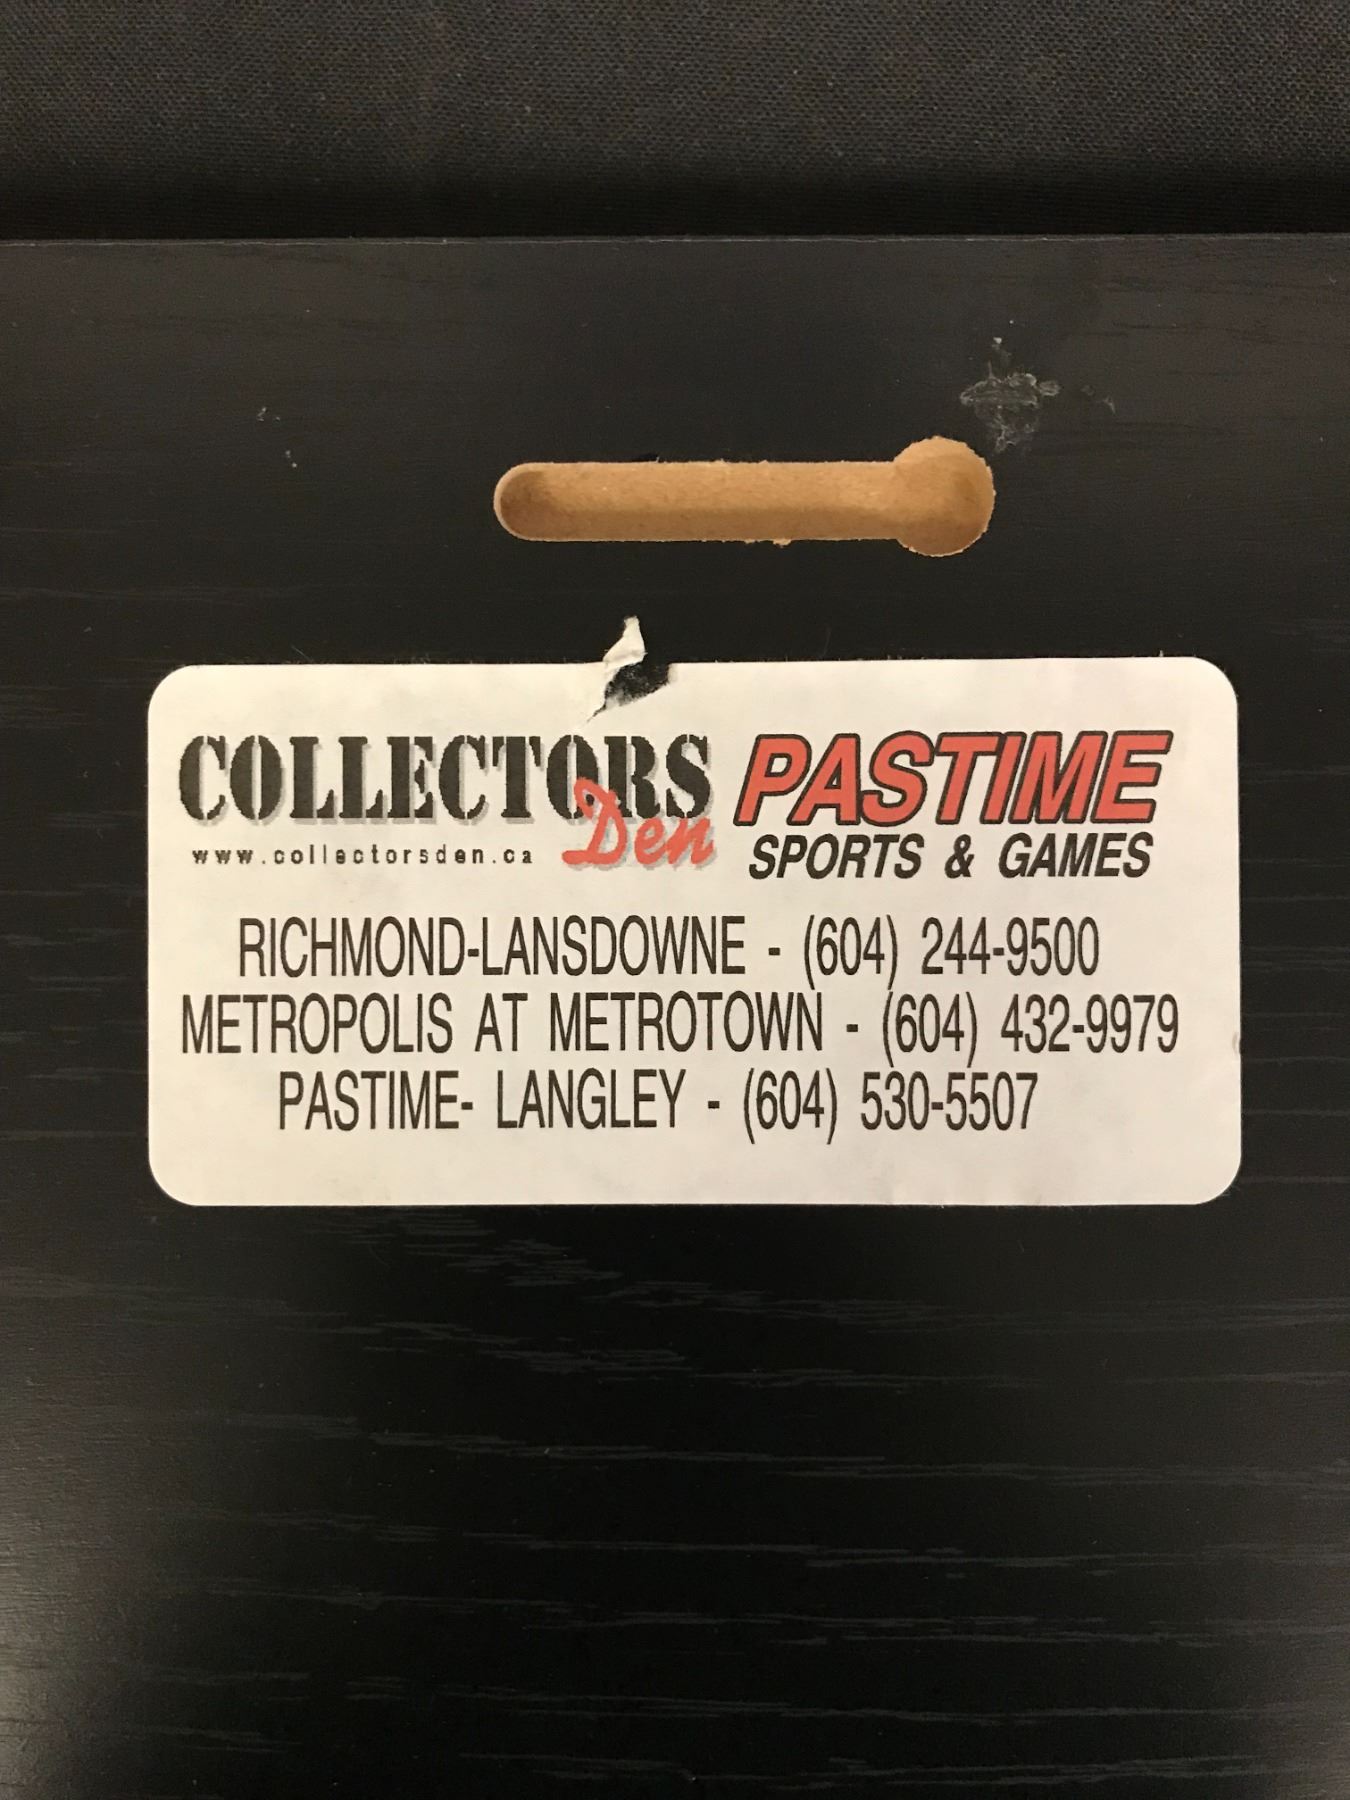 COLLECTORS Den
www.collectorsden.ca
PASTIME
SPORTS & GAMES
RICHMOND-LANSDOWNE - (604) 244-9500
METROPOLIS AT METROTOWN - (604) 432-9979
PASTIME- LANGLEY - (604) 530-5507